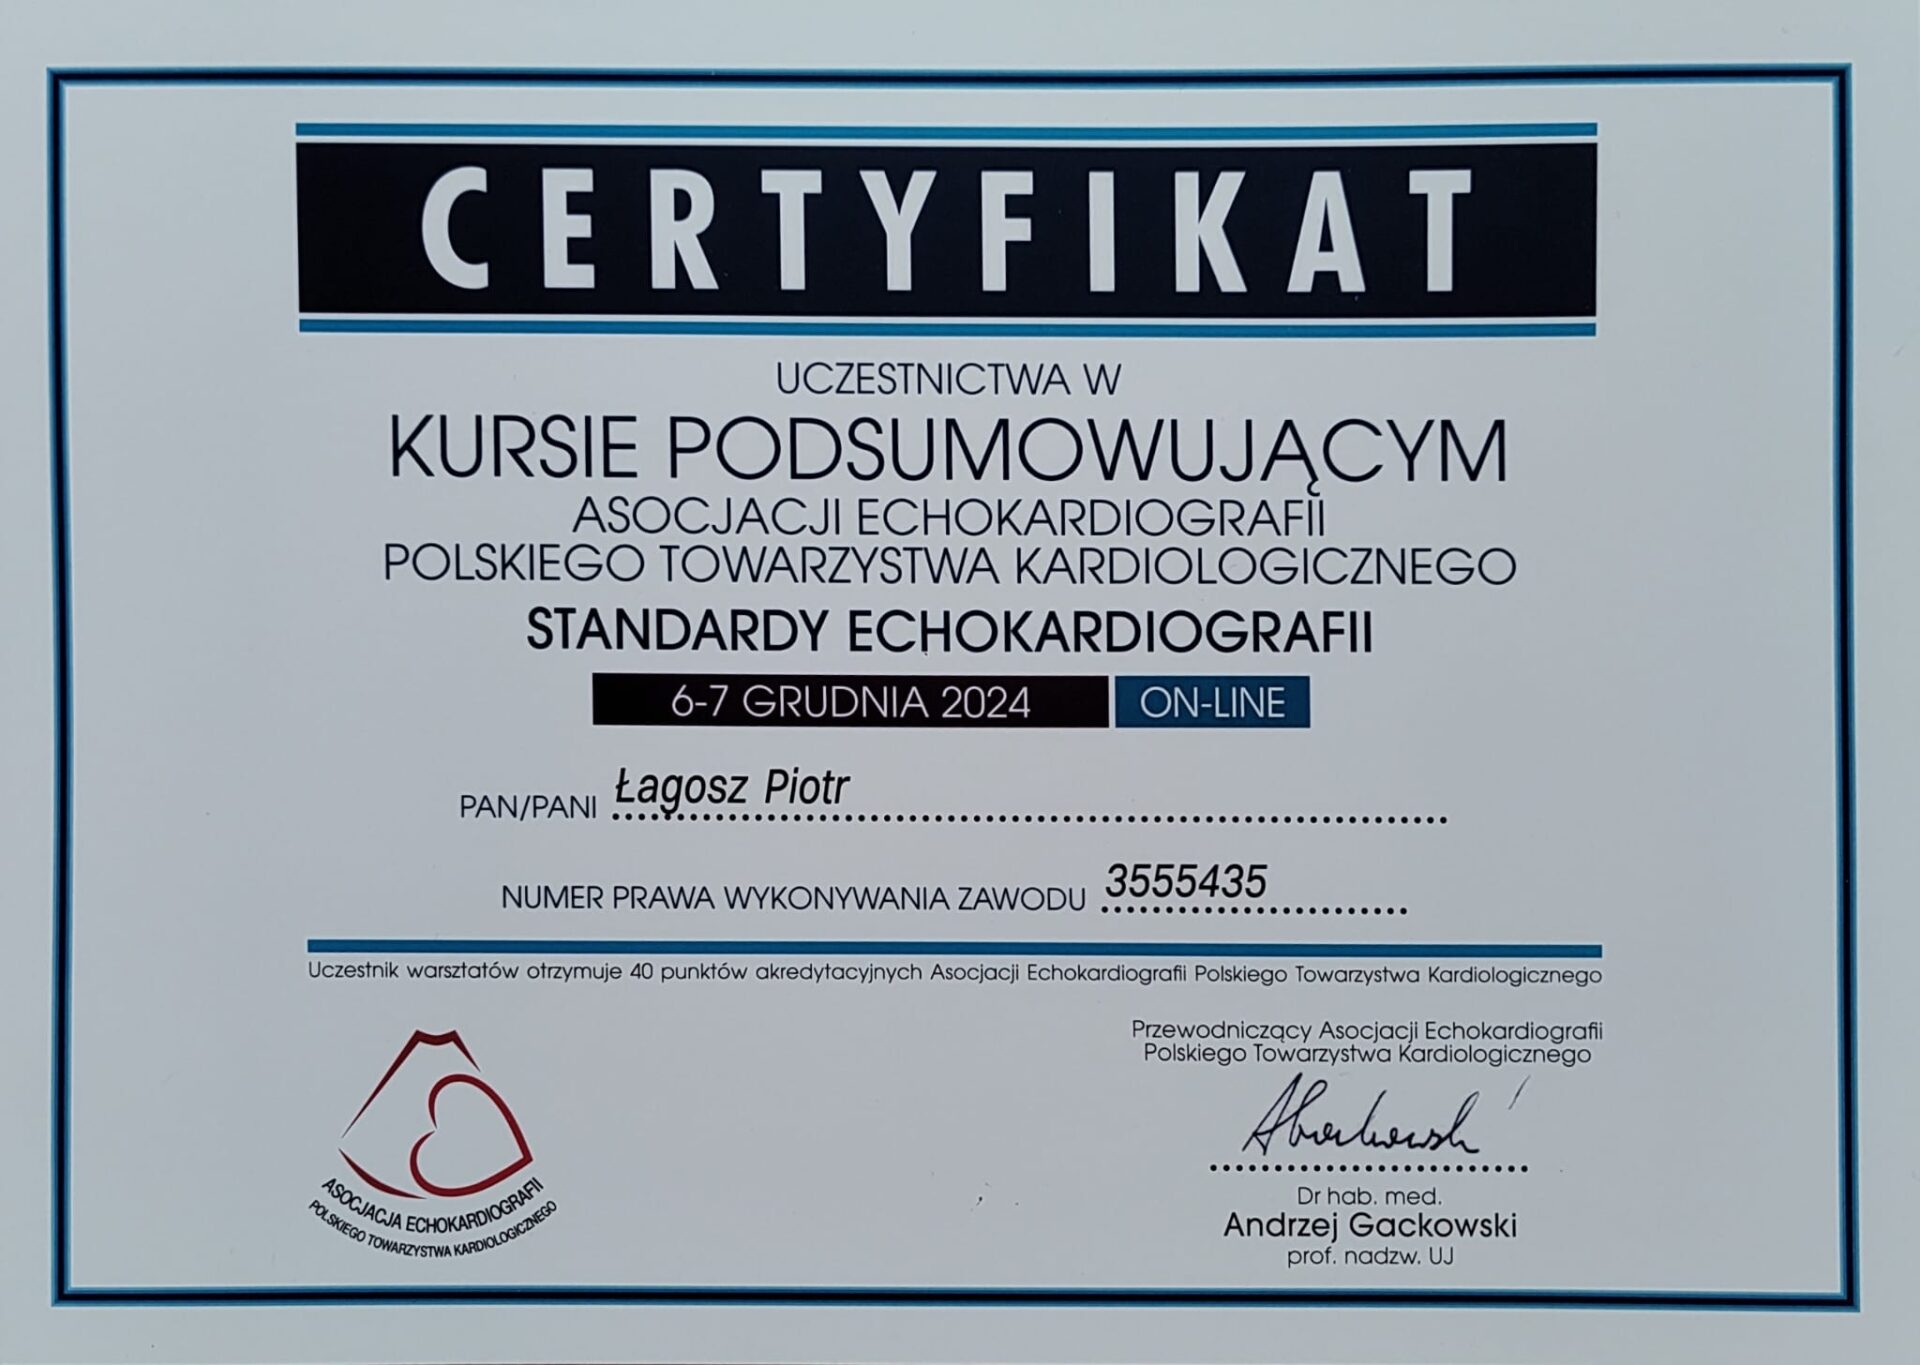 CERTYFIKAT
UCZESTNICTWA W
KURSIE PODSUMOWUJĄCYM
ASOCJACJI ECHOKARDIOGRAFII
POLSKIEGO TOWARZYSTWA KARDIOLOGICZNEGO
STANDARDY ECHOKARDIOGRAFII
6-7 GRUDNIA 2024 ON-LINE
PAN/PANI Łagosz Piotr
NUMER PRAWA WYKONYWANIA ZAWODU 3555435
Uczestnik warsztatów otrzymuje 40 punktów akredytacyjnych Asocjacji Echokardiografii Polskiego Towarzystwa Kardiologicznego
Przewodniczący Asocjacji Echokardiografii
Polskiego Towarzystwa Kardiologicznego
Dr hab. med.
Andrzej Gackowski
prof. nadzw. UJ
ASOCJACJA ECHOKARDIOGRAFII
POLSKIEGO TOWARZYSTWA KARDIOLOGICZNEGO